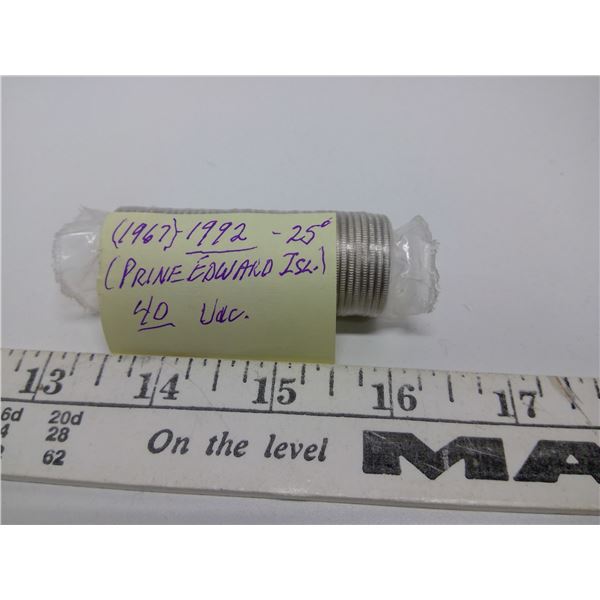 (1967)-1992 - 25¢
(PRINE EDWARD ISL.)
40 Unc.
13 14 15 16 17
6d 20d
4 28
2 62
On the level
MA